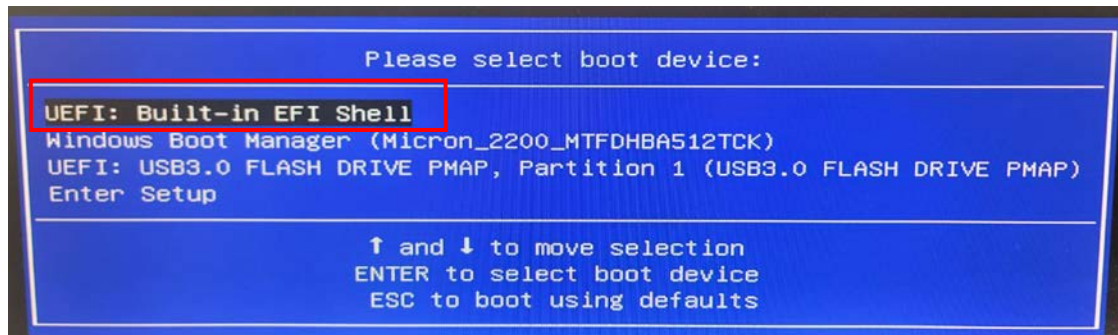 Please select boot device:
UEFI: Built-in EFI Shell
Windows Boot Manager (Micron_2200_MTFDHBA512TCK)
UEFI: USB3.0 FLASH DRIVE PMAP, Partition 1 (USB3.0 FLASH DRIVE PMAP)
Enter Setup
↑ and ↓ to move selection
ENTER to select boot device
ESC to boot using defaults